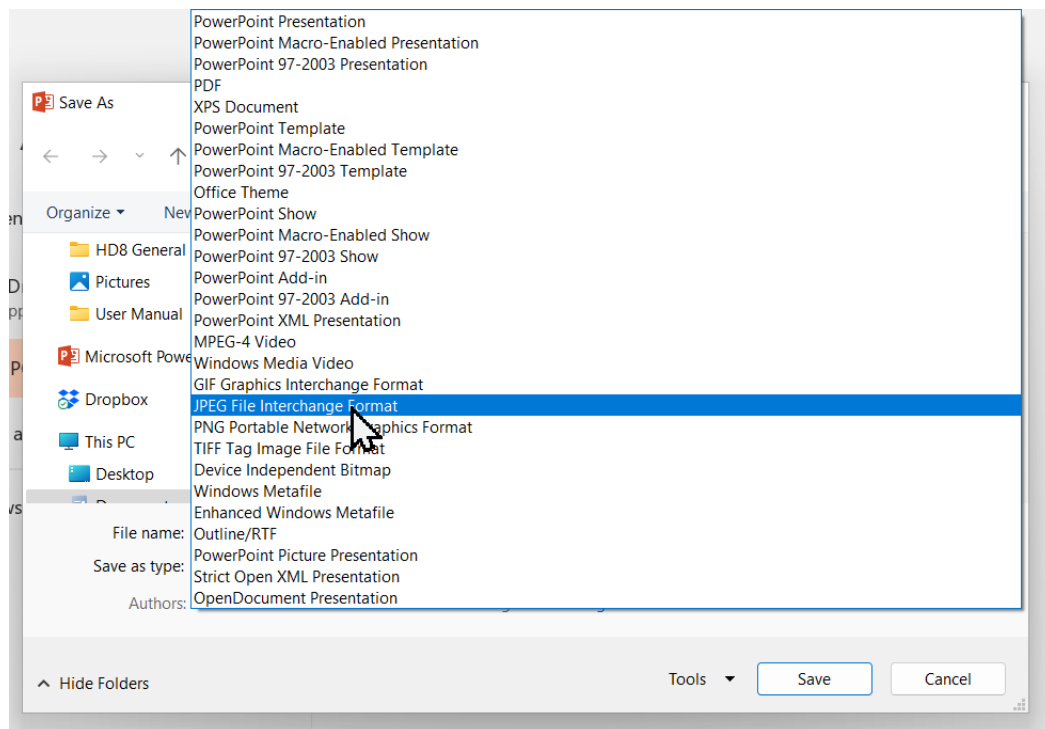 PowerPoint Presentation
PowerPoint Macro-Enabled Presentation
PowerPoint 97-2003 Presentation
PDF
XPS Document
PowerPoint Template
PowerPoint Macro-Enabled Template
PowerPoint 97-2003 Template
Office Theme
PowerPoint Show
PowerPoint Macro-Enabled Show
PowerPoint 97-2003 Show
PowerPoint Add-in
PowerPoint 97-2003 Add-in
PowerPoint XML Presentation
MPEG-4 Video
Windows Media Video
GIF Graphics Interchange Format
JPEG File Interchange Format
PNG Portable Network Graphics Format
TIFF Tag Image File Format
Device Independent Bitmap
Windows Metafile
Enhanced Windows Metafile
Outline/RTF
PowerPoint Picture Presentation
Strict Open XML Presentation
OpenDocument Presentation
Save As
Organize
New
HD8 General
Pictures
User Manual
Microsoft Powe
Dropbox
This PC
Desktop
File name:
Save as type:
Authors:
Hide Folders
Tools
Save
Cancel